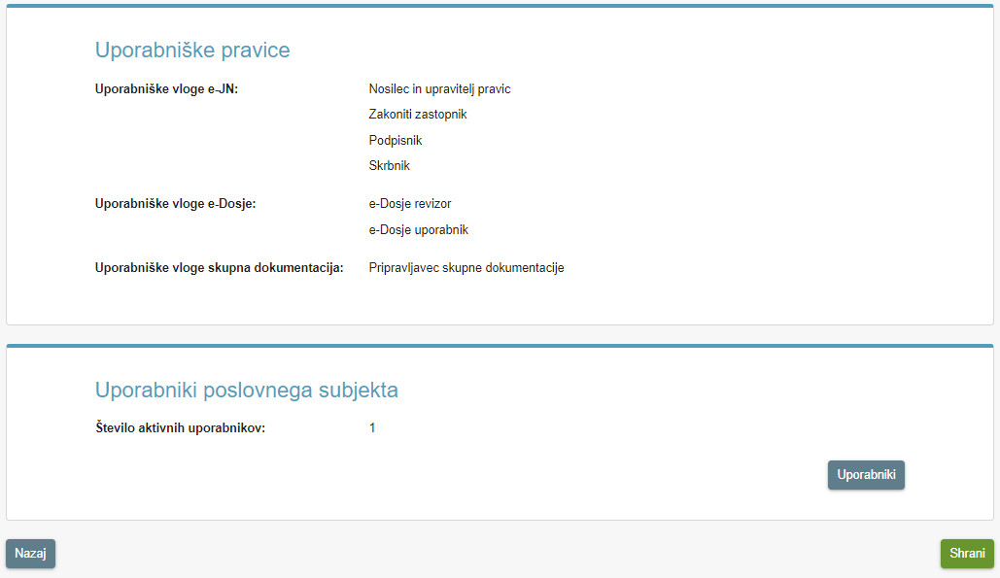 Uporabniške pravice
Uporabniške vloge e-JN: Nosilec in upravitelj pravic
Zakoniti zastopnik
Podpisnik
Skrbnik
Uporabniške vloge e-Dosje: e-Dosje revizor
e-Dosje uporabnik
Uporabniške vloge skupna dokumentacija: Pripravljavec skupne dokumentacije
Uporabniki poslovnega subjekta
Število aktivnih uporabnikov: 1
Uporabniki
Nazaj Shrani